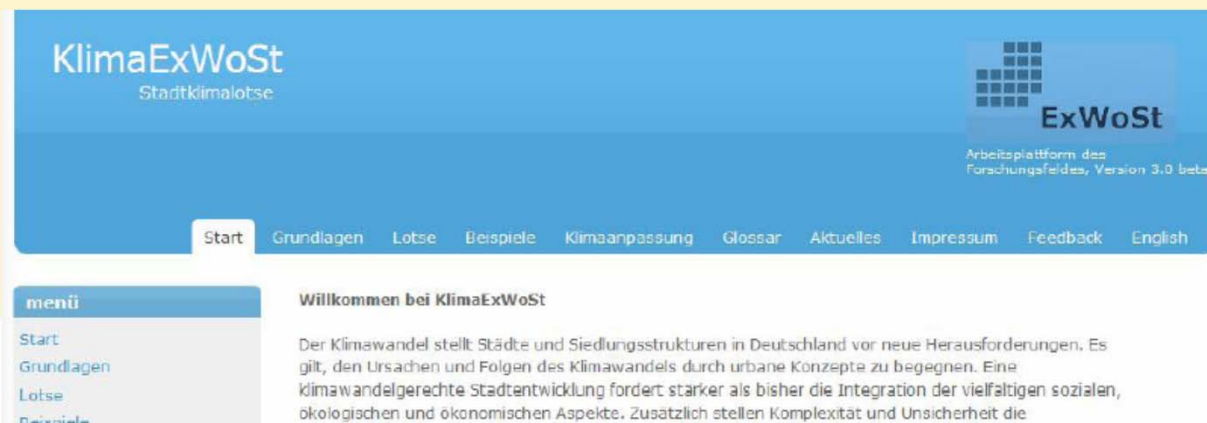 KlimaExWoSt
Stadtklimalotse
ExWoSt
Arbeitsplattform des
Forschungsfeldes, Version 3.0 beta
Start Grundlagen Lotse Beispiele Klimaanpassung Glossar Aktuelles Impressum Feedback English
menü
Start
Grundlagen
Lotse
Beispiele
Willkommen bei KlimaExWoSt
Der Klimawandel stellt Städte und Siedlungsstrukturen in Deutschland vor neue Herausforderungen. Es
gilt, den Ursachen und Folgen des Klimawandels durch urbane Konzepte zu begegnen. Eine
klimawandelgerechte Stadtentwicklung fordert stärker als bisher die Integration der vielfältigen sozialen,
ökologischen und ökonomischen Aspekte. Zusätzlich stellen Komplexität und Unsicherheit die